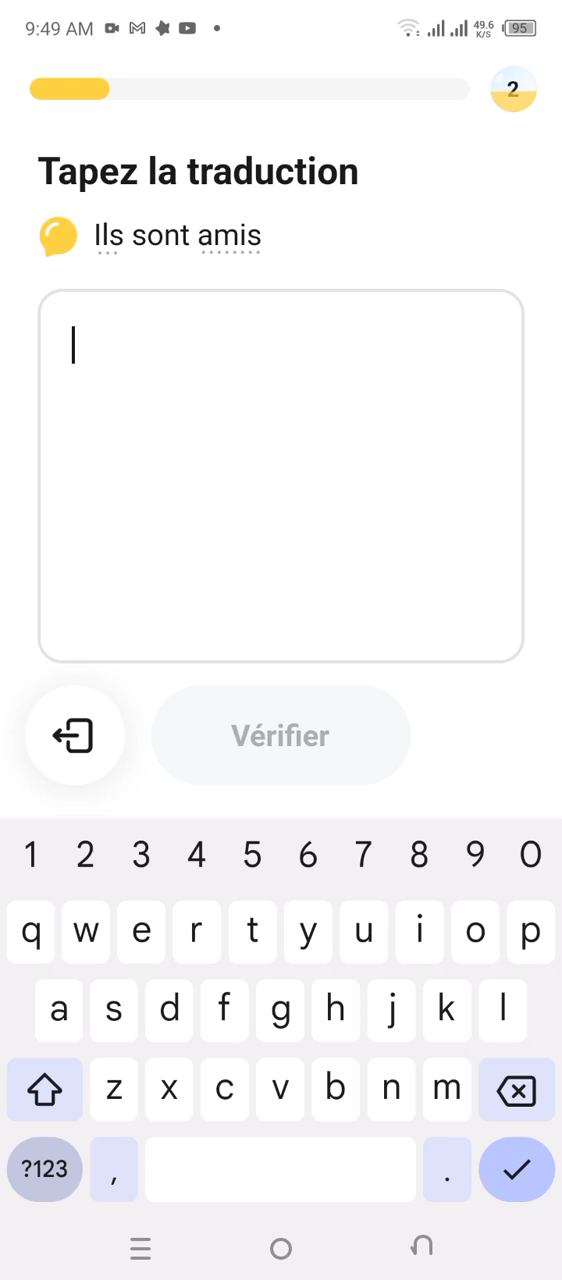 9:49 AM
49.6
K/S
95
2
Tapez la traduction
Ils sont amis
Vérifier
1 2 3 4 5 6 7 8 9 0
q w e r t y u i o p
a s d f g h j k l
z x c v b n m
?123 , .